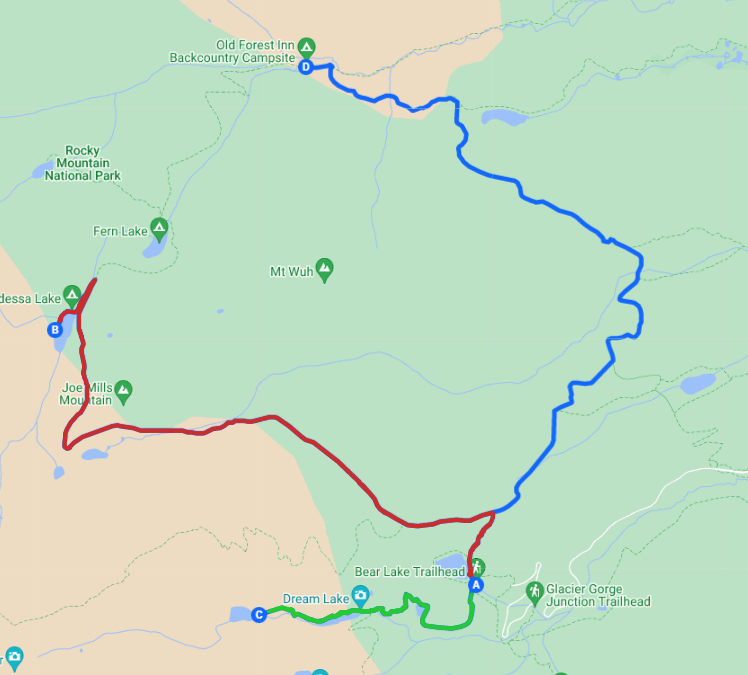 Old Forest Inn
Backcountry Campsite
D
Rocky
Mountain
National Park
Fern Lake
Mt Wuh
dessa Lake
B
Joe Mills
Mountain
Bear Lake Trailhead
A
Glacier Gorge
Junction Trailhead
Dream Lake
C